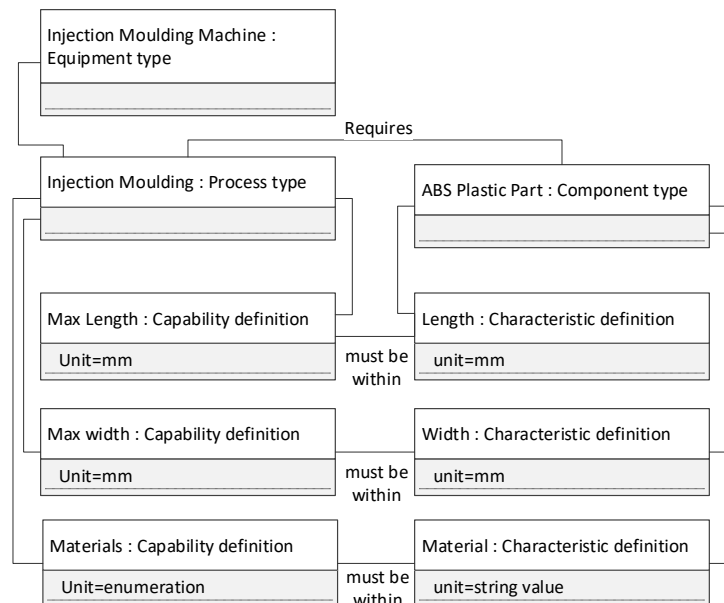 Injection Moulding Machine :
Equipment type
Requires
Injection Moulding : Process type
ABS Plastic Part : Component type
Max Length : Capability definition
Length : Characteristic definition
Unit=mm
must be
within
unit=mm
Max width : Capability definition
Width : Characteristic definition
Unit=mm
must be
within
unit=mm
Materials : Capability definition
Material : Characteristic definition
Unit=enumeration
must be
within
unit=string value